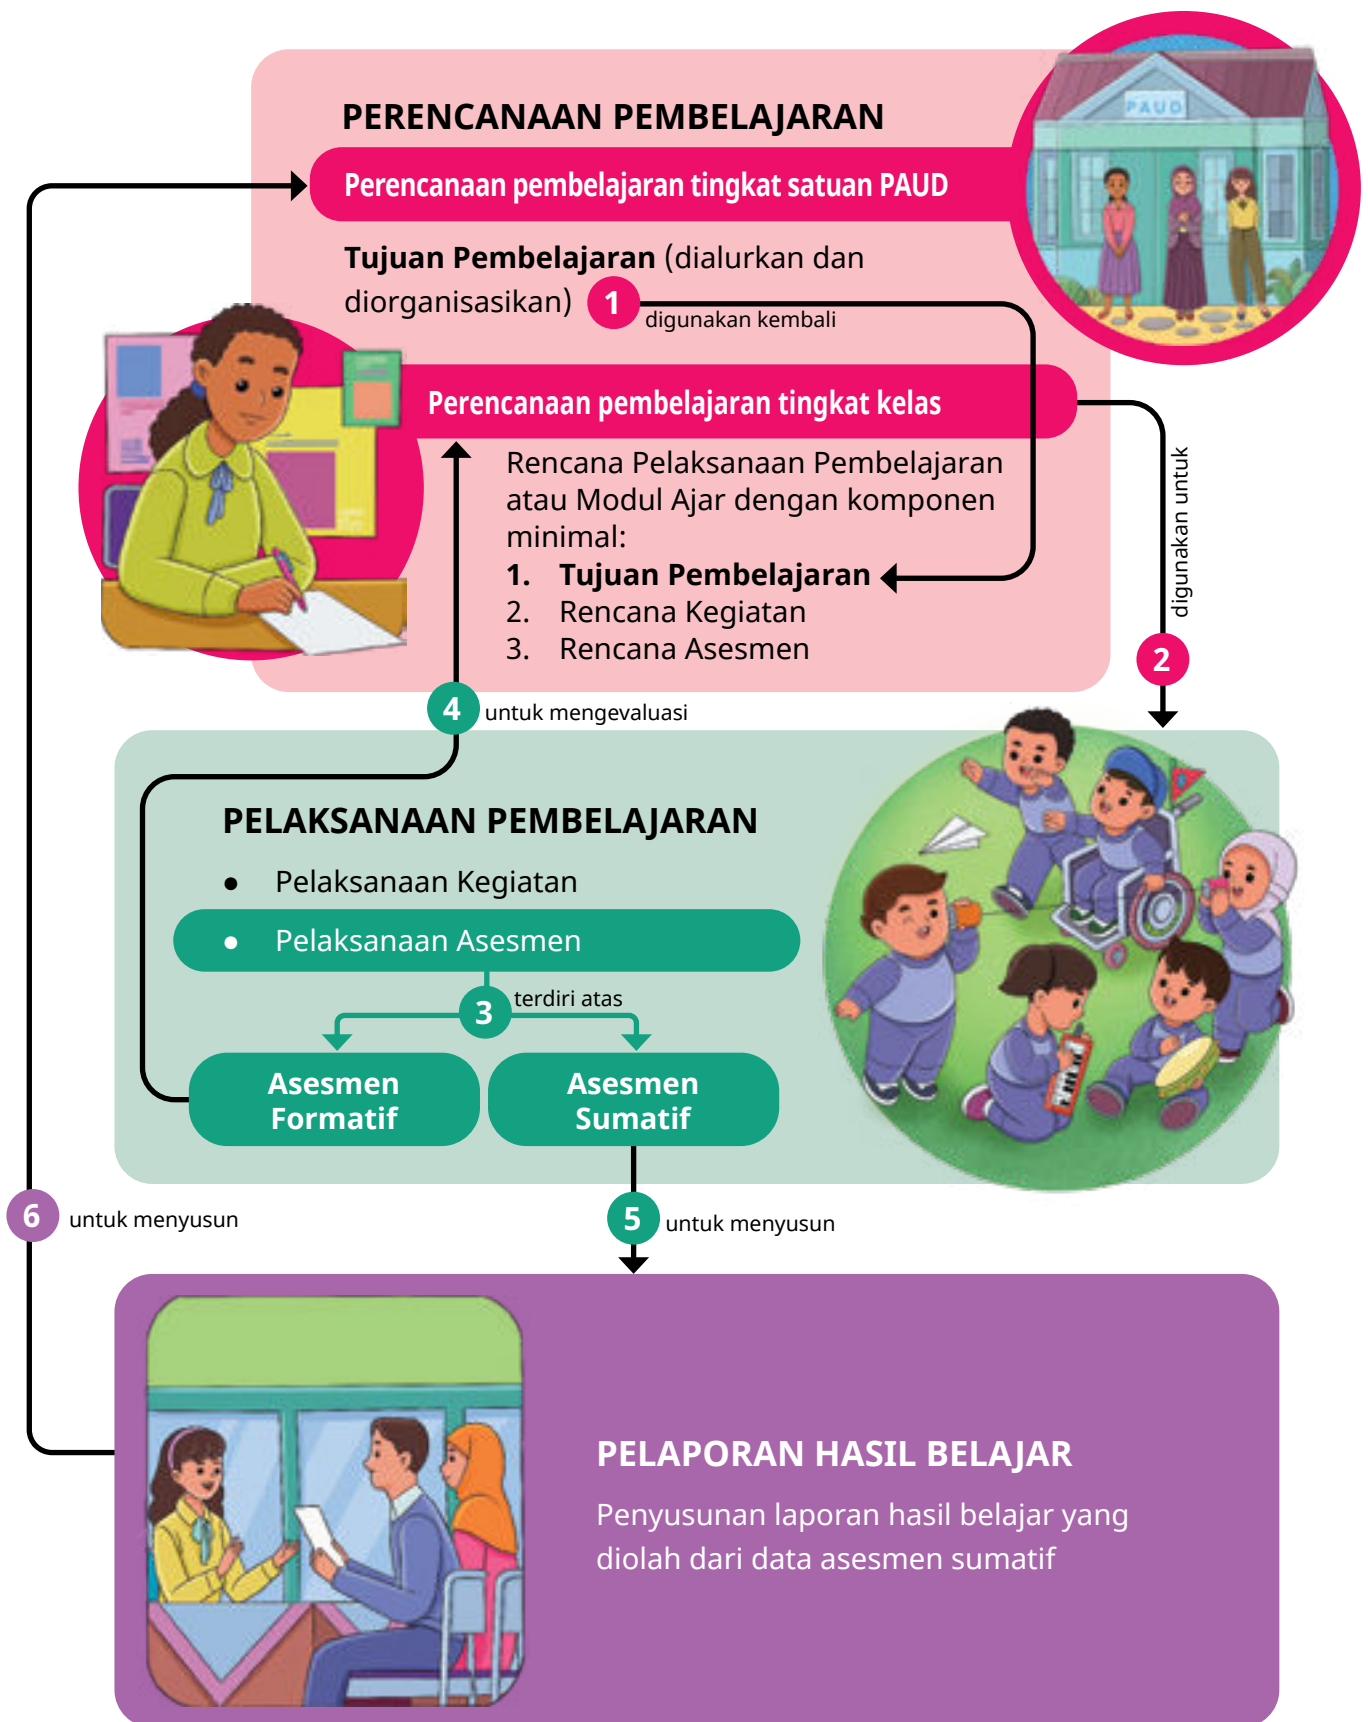 PERENCANAAN PEMBELAJARAN
PAUD
Perencanaan pembelajaran tingkat satuan PAUD
Tujuan Pembelajaran (dialurkan dan
diorganisasikan)
1
digunakan kembali
Perencanaan pembelajaran tingkat kelas
Rencana Pelaksanaan Pembelajaran
atau Modul Ajar dengan komponen
minimal:
1. Tujuan Pembelajaran
2. Rencana Kegiatan
3. Rencana Asesmen
digunakan untuk
2
4 untuk mengevaluasi
PELAKSANAAN PEMBELAJARAN
● Pelaksanaan Kegiatan
● Pelaksanaan Asesmen
3 terdiri atas
Asesmen
Formatif
Asesmen
Sumatif
6 untuk menyusun
5 untuk menyusun
PELAPORAN HASIL BELAJAR
Penyusunan laporan hasil belajar yang
diolah dari data asesmen sumatif